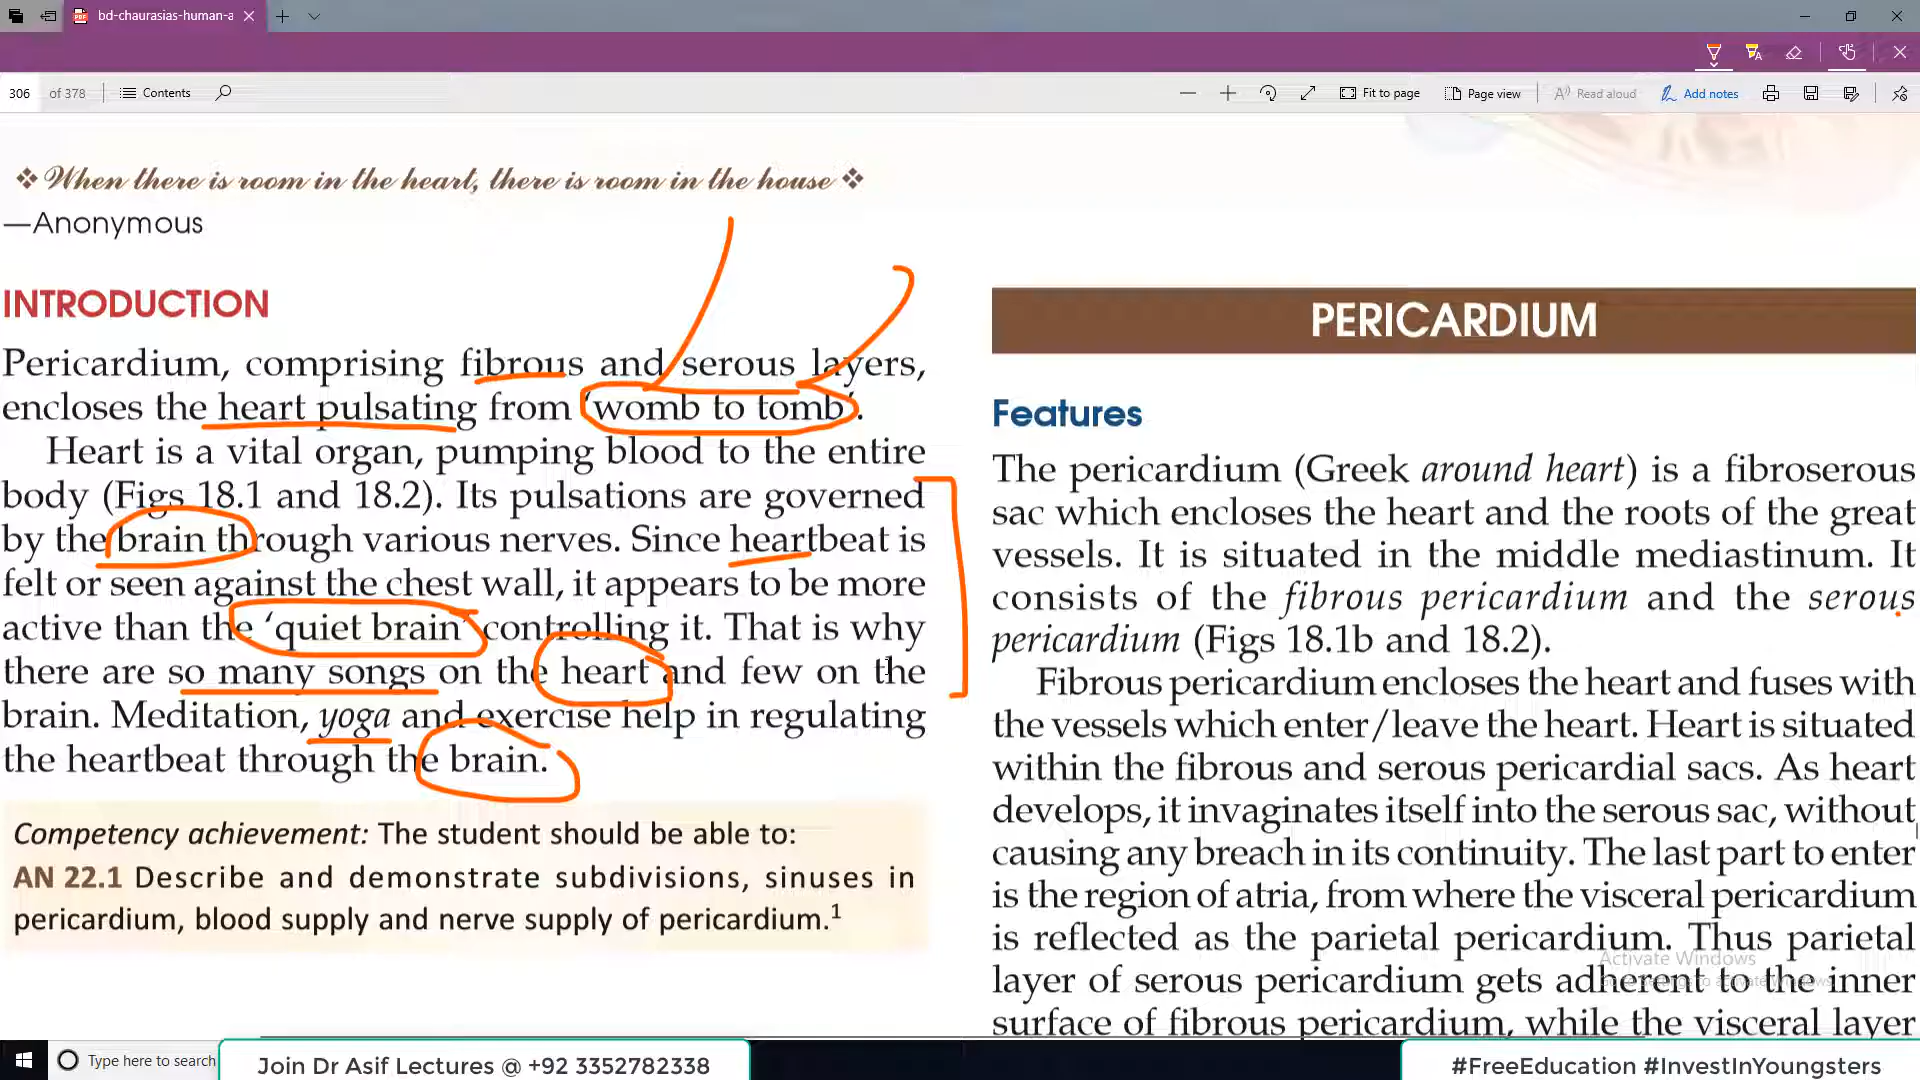 bd-chaurasias-human-a
306 of 378 Contents Fit to page Page view Read aloud Add notes
❖ When there is room in the heart, there is room in the house ❖
—Anonymous
INTRODUCTION
Pericardium, comprising fibrous and serous layers,
encloses the heart pulsating from 'womb to tomb'.
Heart is a vital organ, pumping blood to the entire
body (Figs 18.1 and 18.2). Its pulsations are governed
by the brain through various nerves. Since heartbeat is
felt or seen against the chest wall, it appears to be more
active than the 'quiet brain' controlling it. That is why
there are so many songs on the heart and few on the
brain. Meditation, yoga and exercise help in regulating
the heartbeat through the brain.
Competency achievement: The student should be able to:
AN 22.1 Describe and demonstrate subdivisions, sinuses in
pericardium, blood supply and nerve supply of pericardium.1
PERICARDIUM
Features
The pericardium (Greek around heart) is a fibroserous
sac which encloses the heart and the roots of the great
vessels. It is situated in the middle mediastinum. It
consists of the fibrous pericardium and the serous
pericardium (Figs 18.1b and 18.2).
Fibrous pericardium encloses the heart and fuses with
the vessels which enter/leave the heart. Heart is situated
within the fibrous and serous pericardial sacs. As heart
develops, it invaginates itself into the serous sac, without
causing any breach in its continuity. The last part to enter
is the region of atria, from where the visceral pericardium
is reflected as the parietal pericardium. Thus parietal
layer of serous pericardium gets adherent to the inner
surface of fibrous pericardium, while the visceral layer
Activate Windows
Go to Settings to activate Windows.
Type here to search
Join Dr Asif Lectures @ +92 3352782338
#FreeEducation #InvestInYoungsters